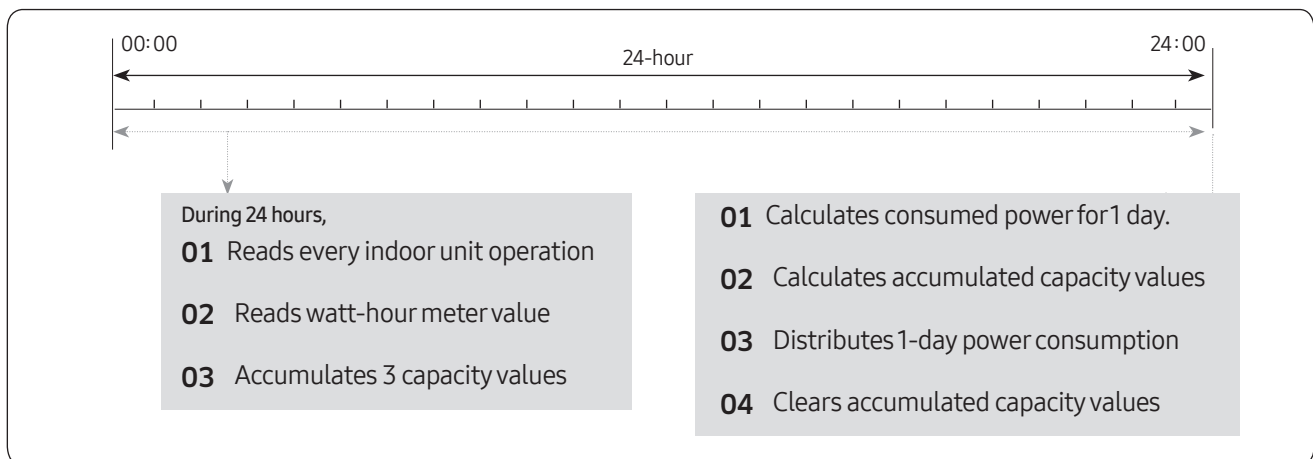 00:00
24:00
24-hour
During 24 hours,
01 Reads every indoor unit operation
02 Reads watt-hour meter value
03 Accumulates 3 capacity values
01 Calculates consumed power for 1 day.
02 Calculates accumulated capacity values
03 Distributes 1-day power consumption
04 Clears accumulated capacity values